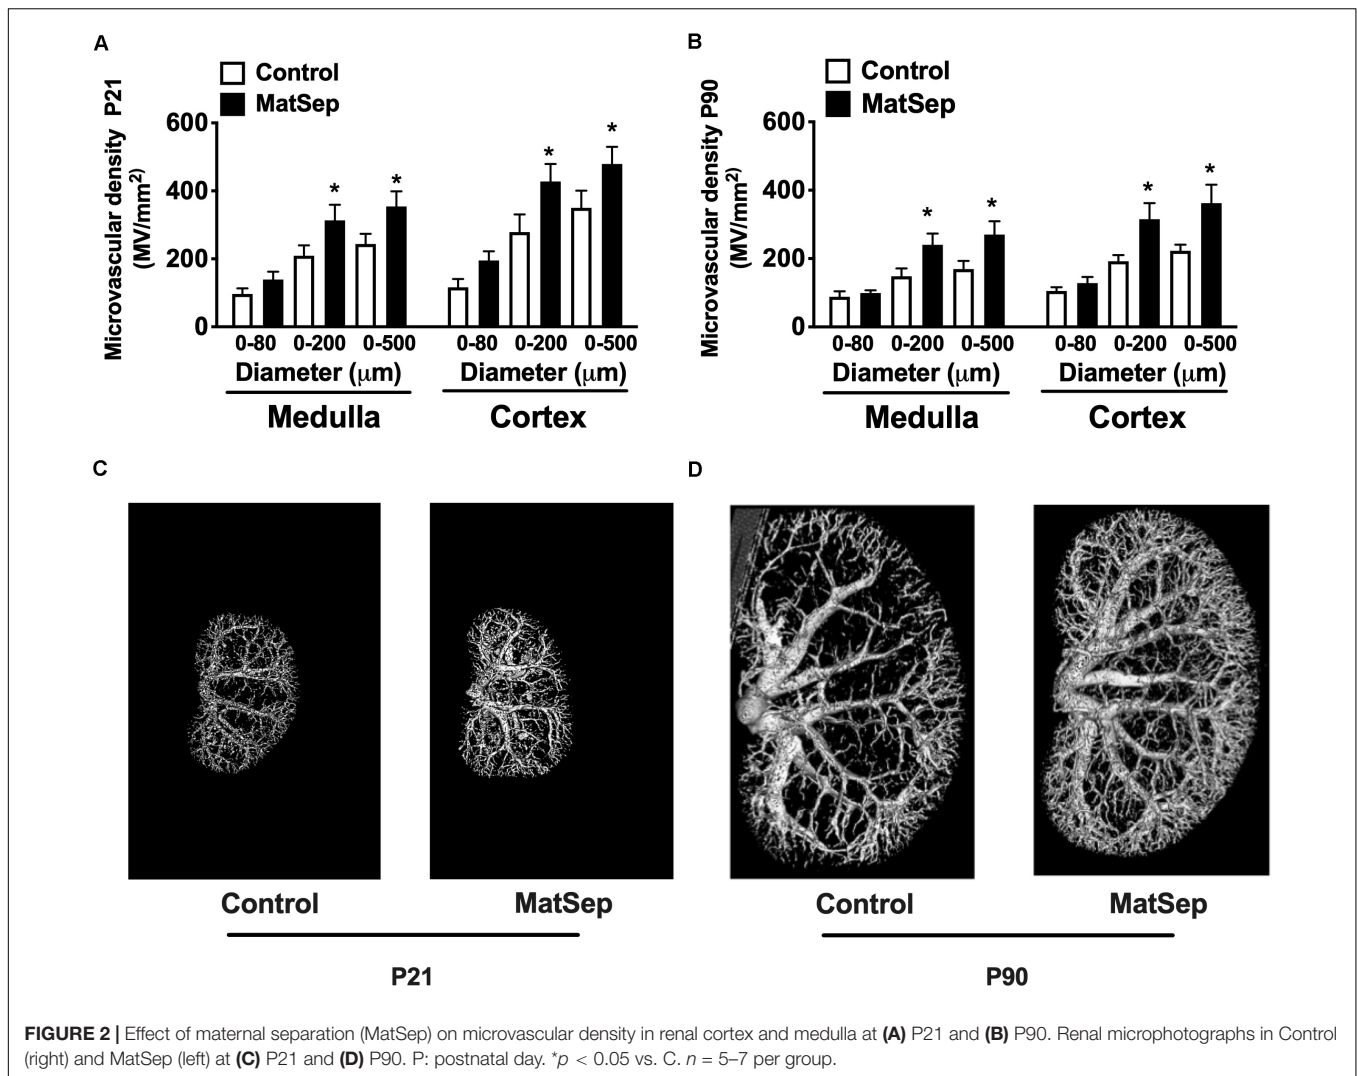 A
Control
MatSep
Microvascular density P21
(MV/mm²)
600
400
200
0
* * * *
0-80 0-200 0-500 0-80 0-200 0-500
Diameter (μm) Diameter (μm)
Medulla Cortex
B
Control
MatSep
Microvascular density P90
(MV/mm²)
600
400
200
0
* * * *
0-80 0-200 0-500 0-80 0-200 0-500
Diameter (μm) Diameter (μm)
Medulla Cortex
C
Control MatSep
P21
D
Control MatSep
P90
FIGURE 2 | Effect of maternal separation (MatSep) on microvascular density in renal cortex and medulla at (A) P21 and (B) P90. Renal microphotographs in Control
(right) and MatSep (left) at (C) P21 and (D) P90. P: postnatal day. *p < 0.05 vs. C. n = 5–7 per group.